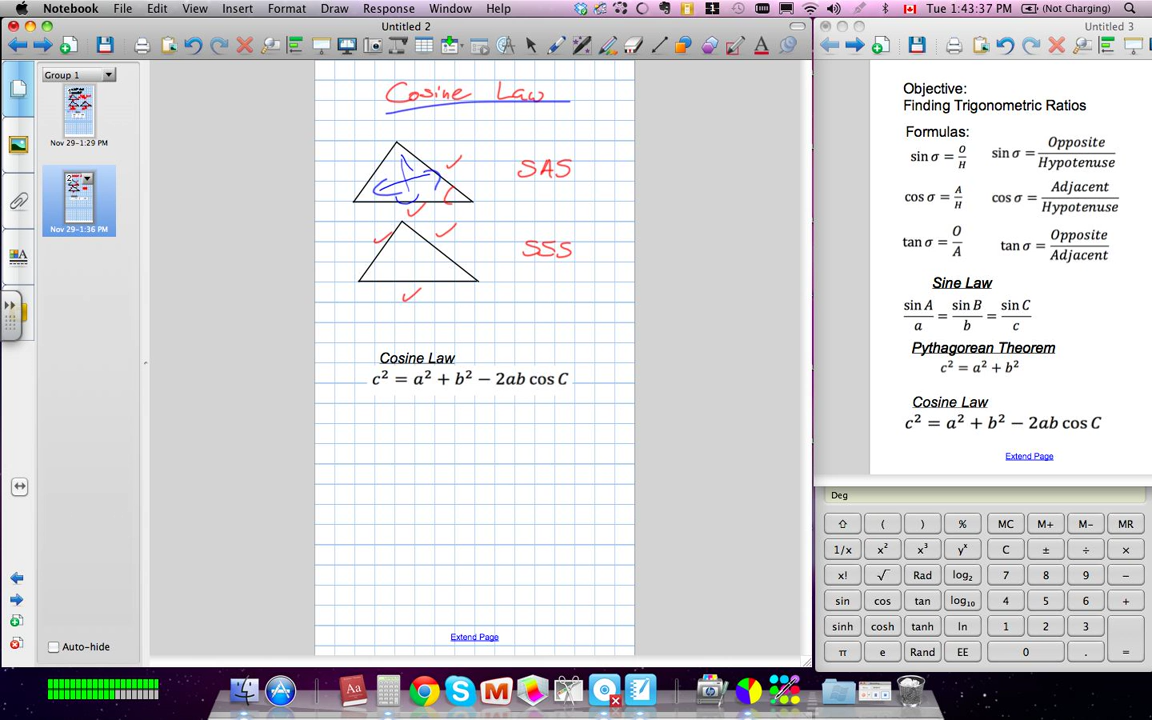 Notebook File Edit View Insert Format Draw Response Window Help
1 Tue 1:43:37 PM (Not Charging)
Untitled 2
Untitled 3
Group 1
Nov 29-1:29 PM
2
Nov 29-1:36 PM
Auto-hide
Cosine Law
SAS
SSS
Cosine Law
c² = a² + b² − 2ab cos C
Extend Page
Objective:
Finding Trigonometric Ratios
Formulas:
sin σ = O/H sin σ = Opposite/Hypotenuse
cos σ = A/H cos σ = Adjacent/Hypotenuse
tan σ = O/A tan σ = Opposite/Adjacent
Sine Law
sin A/a = sin B/b = sin C/c
Pythagorean Theorem
c² = a² + b²
Cosine Law
c² = a² + b² − 2ab cos C
Extend Page
Deg
( ) % MC M+ M− MR
1/x x² x³ yˣ C ± ÷ ×
x! √ Rad log₂ 7 8 9 −
sin cos tan log₁₀ 4 5 6 +
sinh cosh tanh ln 1 2 3
π e Rand EE 0 . =
Aa